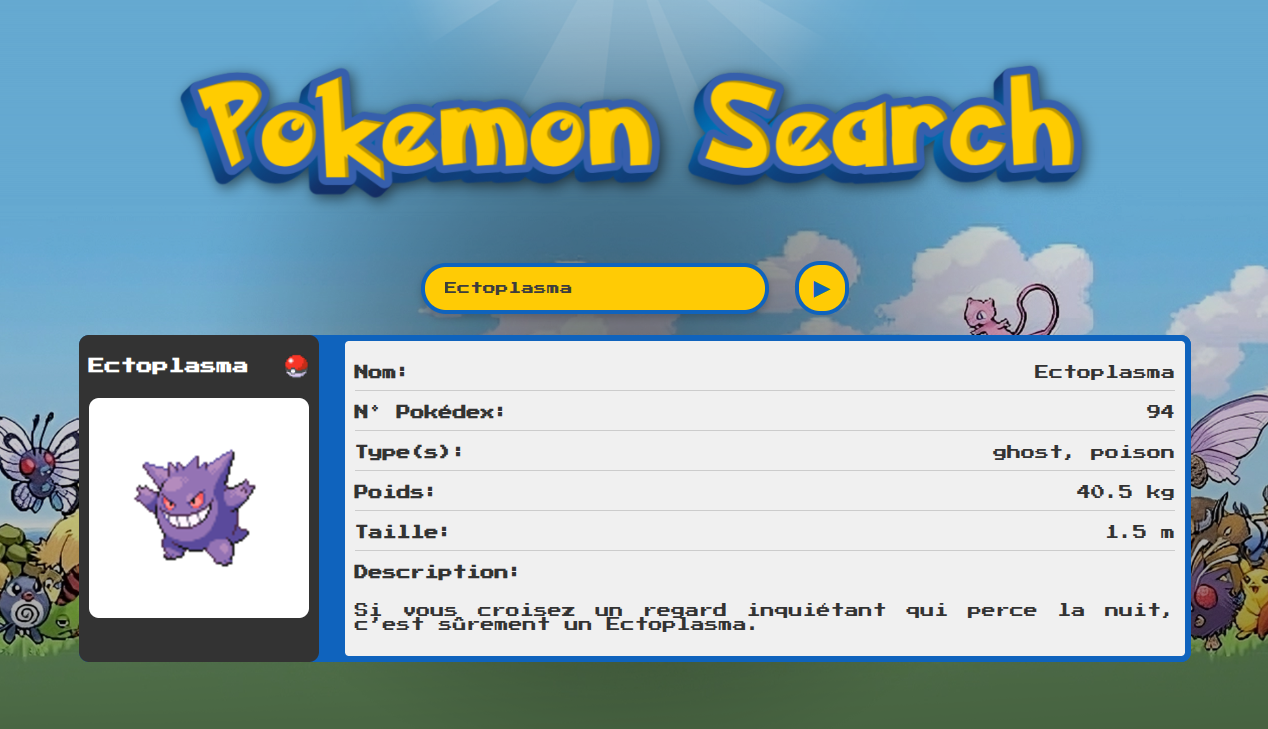 Pokemon Search
Ectoplasma
▶
Ectoplasma
Nom: Ectoplasma
N° Pokédex: 94
Type(s): ghost, poison
Poids: 40.5 kg
Taille: 1.5 m
Description:
Si vous croisez un regard inquiétant qui perce la nuit,
c'est sûrement un Ectoplasma.